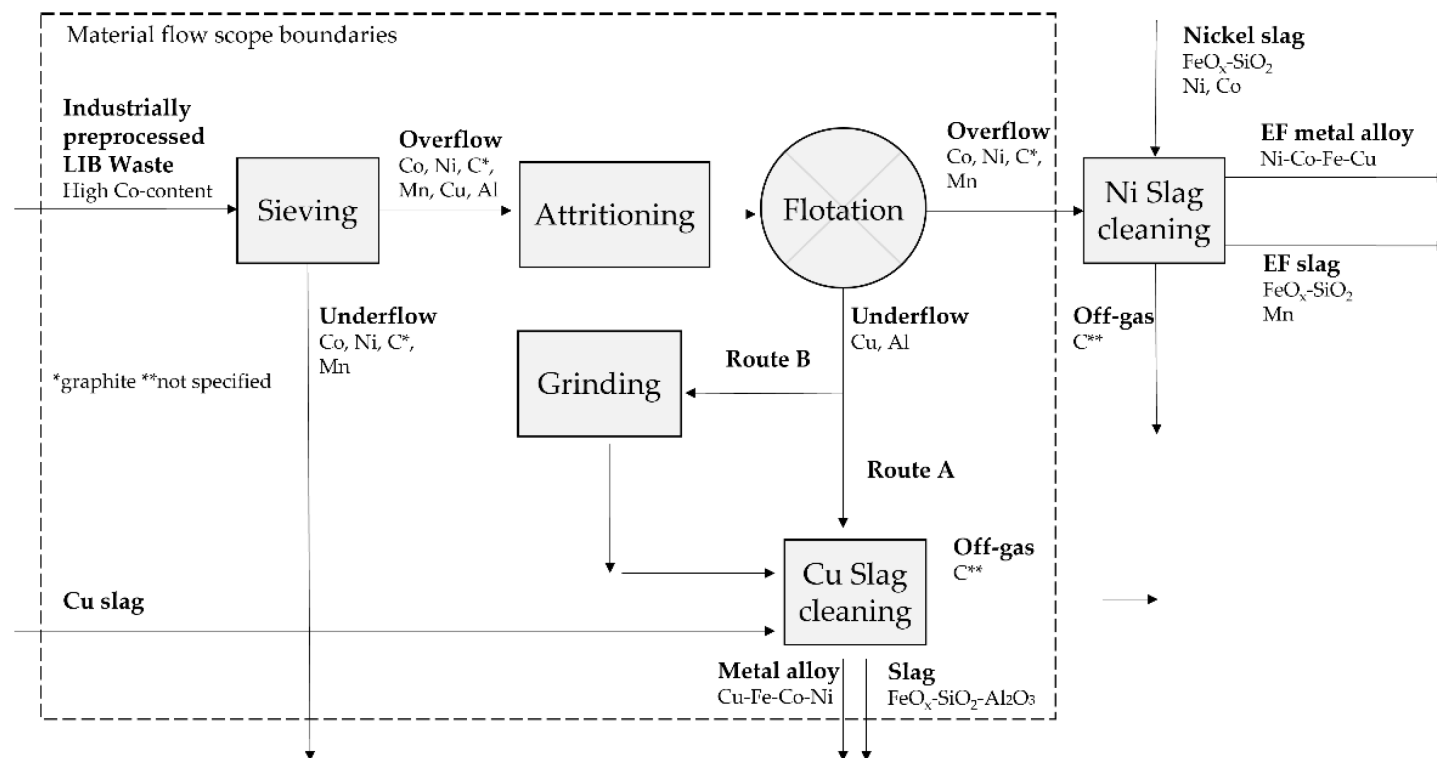 Material flow scope boundaries
Industrially
preprocessed
LIB Waste
High Co-content
Sieving
Overflow
Co, Ni, C*,
Mn, Cu, Al
Attritioning
Flotation
Overflow
Co, Ni, C*,
Mn
Nickel slag
FeOₓ-SiO₂
Ni, Co
Ni Slag
cleaning
EF metal alloy
Ni-Co-Fe-Cu
EF slag
FeOₓ-SiO₂
Mn
Off-gas
C**
Underflow
Co, Ni, C*,
Mn
*graphite **not specified
Underflow
Cu, Al
Route B
Grinding
Route A
Cu Slag
cleaning
Off-gas
C**
Cu slag
Metal alloy
Cu-Fe-Co-Ni
Slag
FeOₓ-SiO₂-Al₂O₃